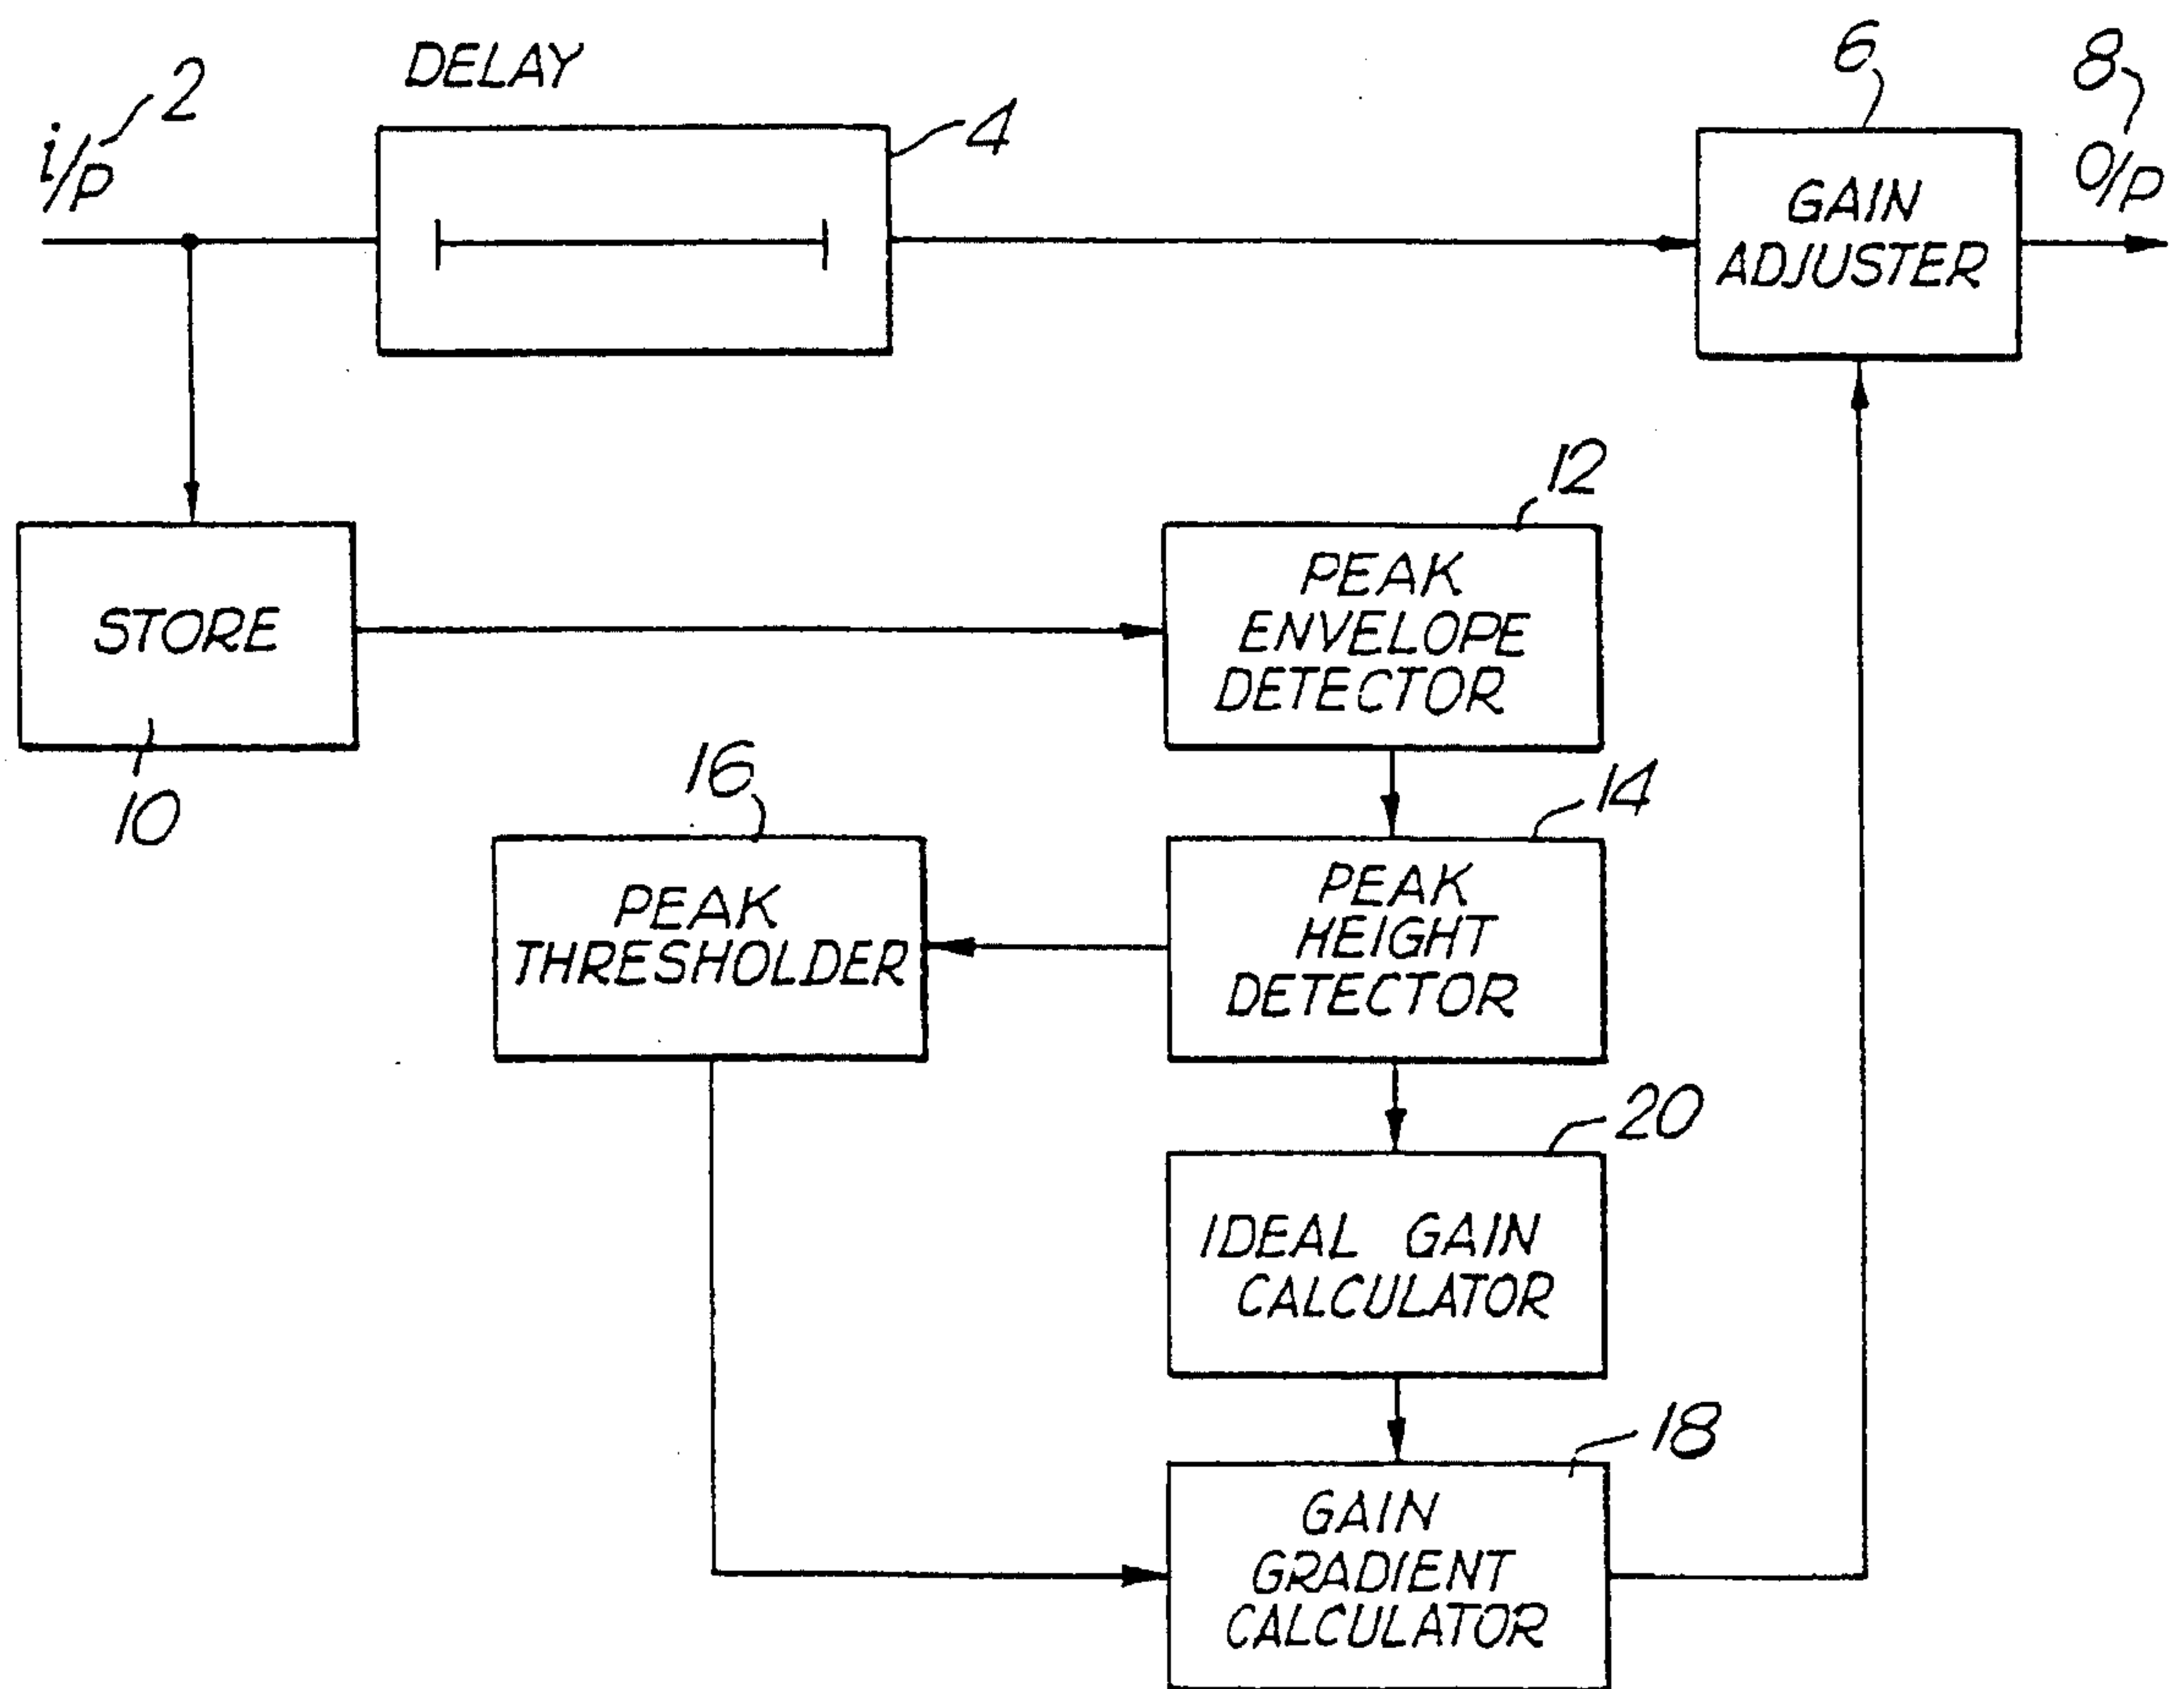 DELAY
i/p 2
4
6
8
O/P
GAIN
ADJUSTER
12
STORE
10
PEAK
ENVELOPE
DETECTOR
16
14
PEAK
THRESHOLDER
PEAK
HEIGHT
DETECTOR
20
IDEAL GAIN
CALCULATOR
18
GAIN
GRADIENT
CALCULATOR